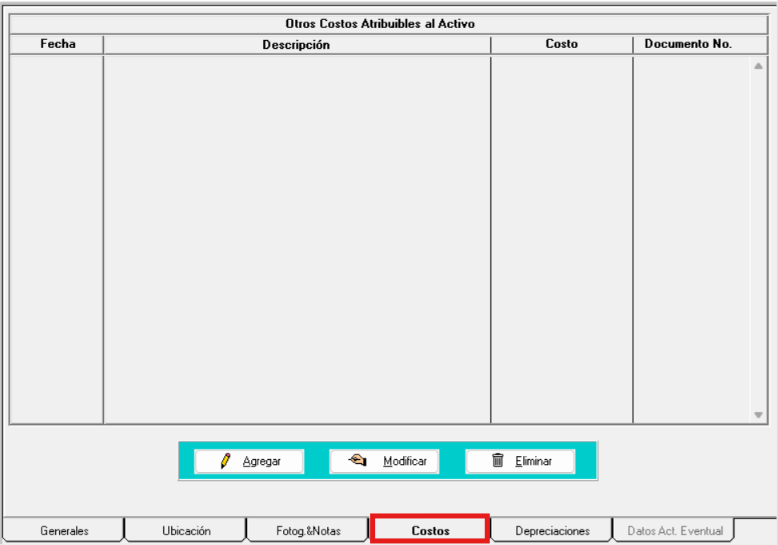 Otros Costos Atribuibles al Activo
Fecha Descripción Costo Documento No.
Agregar Modificar Eliminar
Generales Ubicación Fotog.&Notas Costos Depreciaciones Datos Act. Eventual